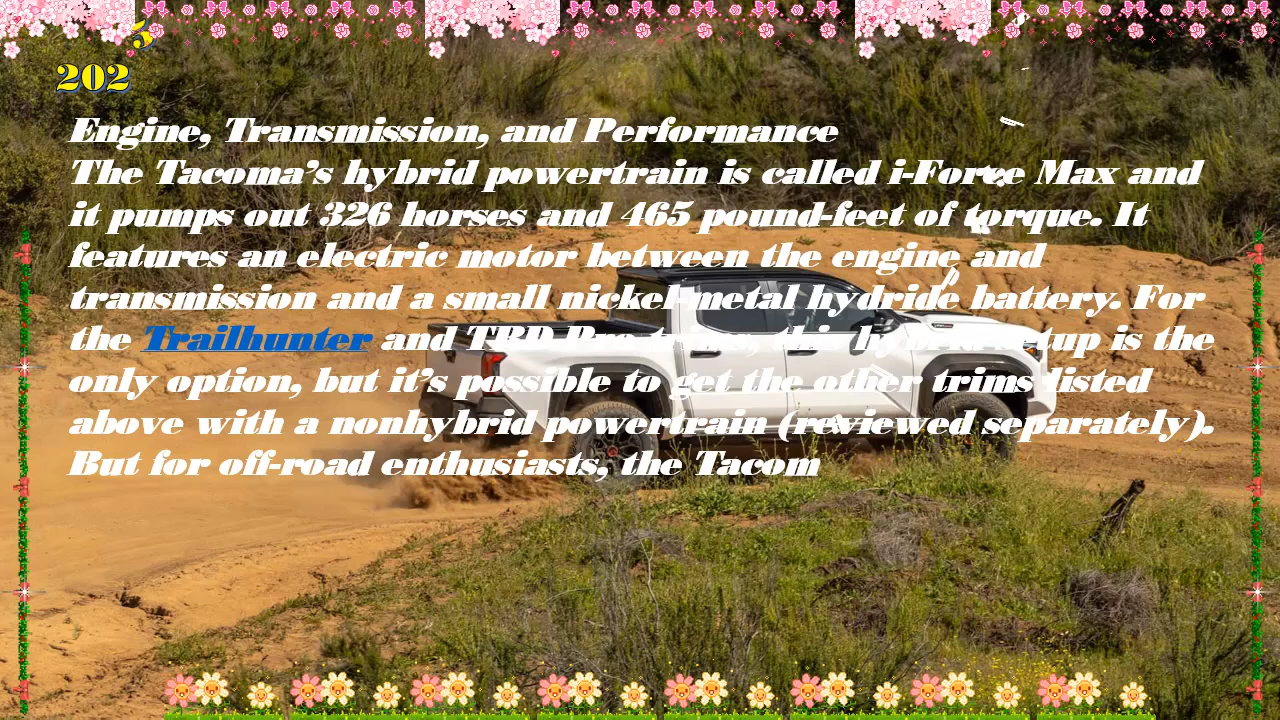 202
5
Engine, Transmission, and Performance
The Tacoma’s hybrid powertrain is called i-Force Max and
it pumps out 326 horses and 465 pound-feet of torque. It
features an electric motor between the engine and
transmission and a small nickel-metal hydride battery. For
the Trailhunter and TRD Pro trims, this hybrid setup is the
only option, but it’s possible to get the other trims listed
above with a nonhybrid powertrain (reviewed separately).
But for off-road enthusiasts, the Tacom